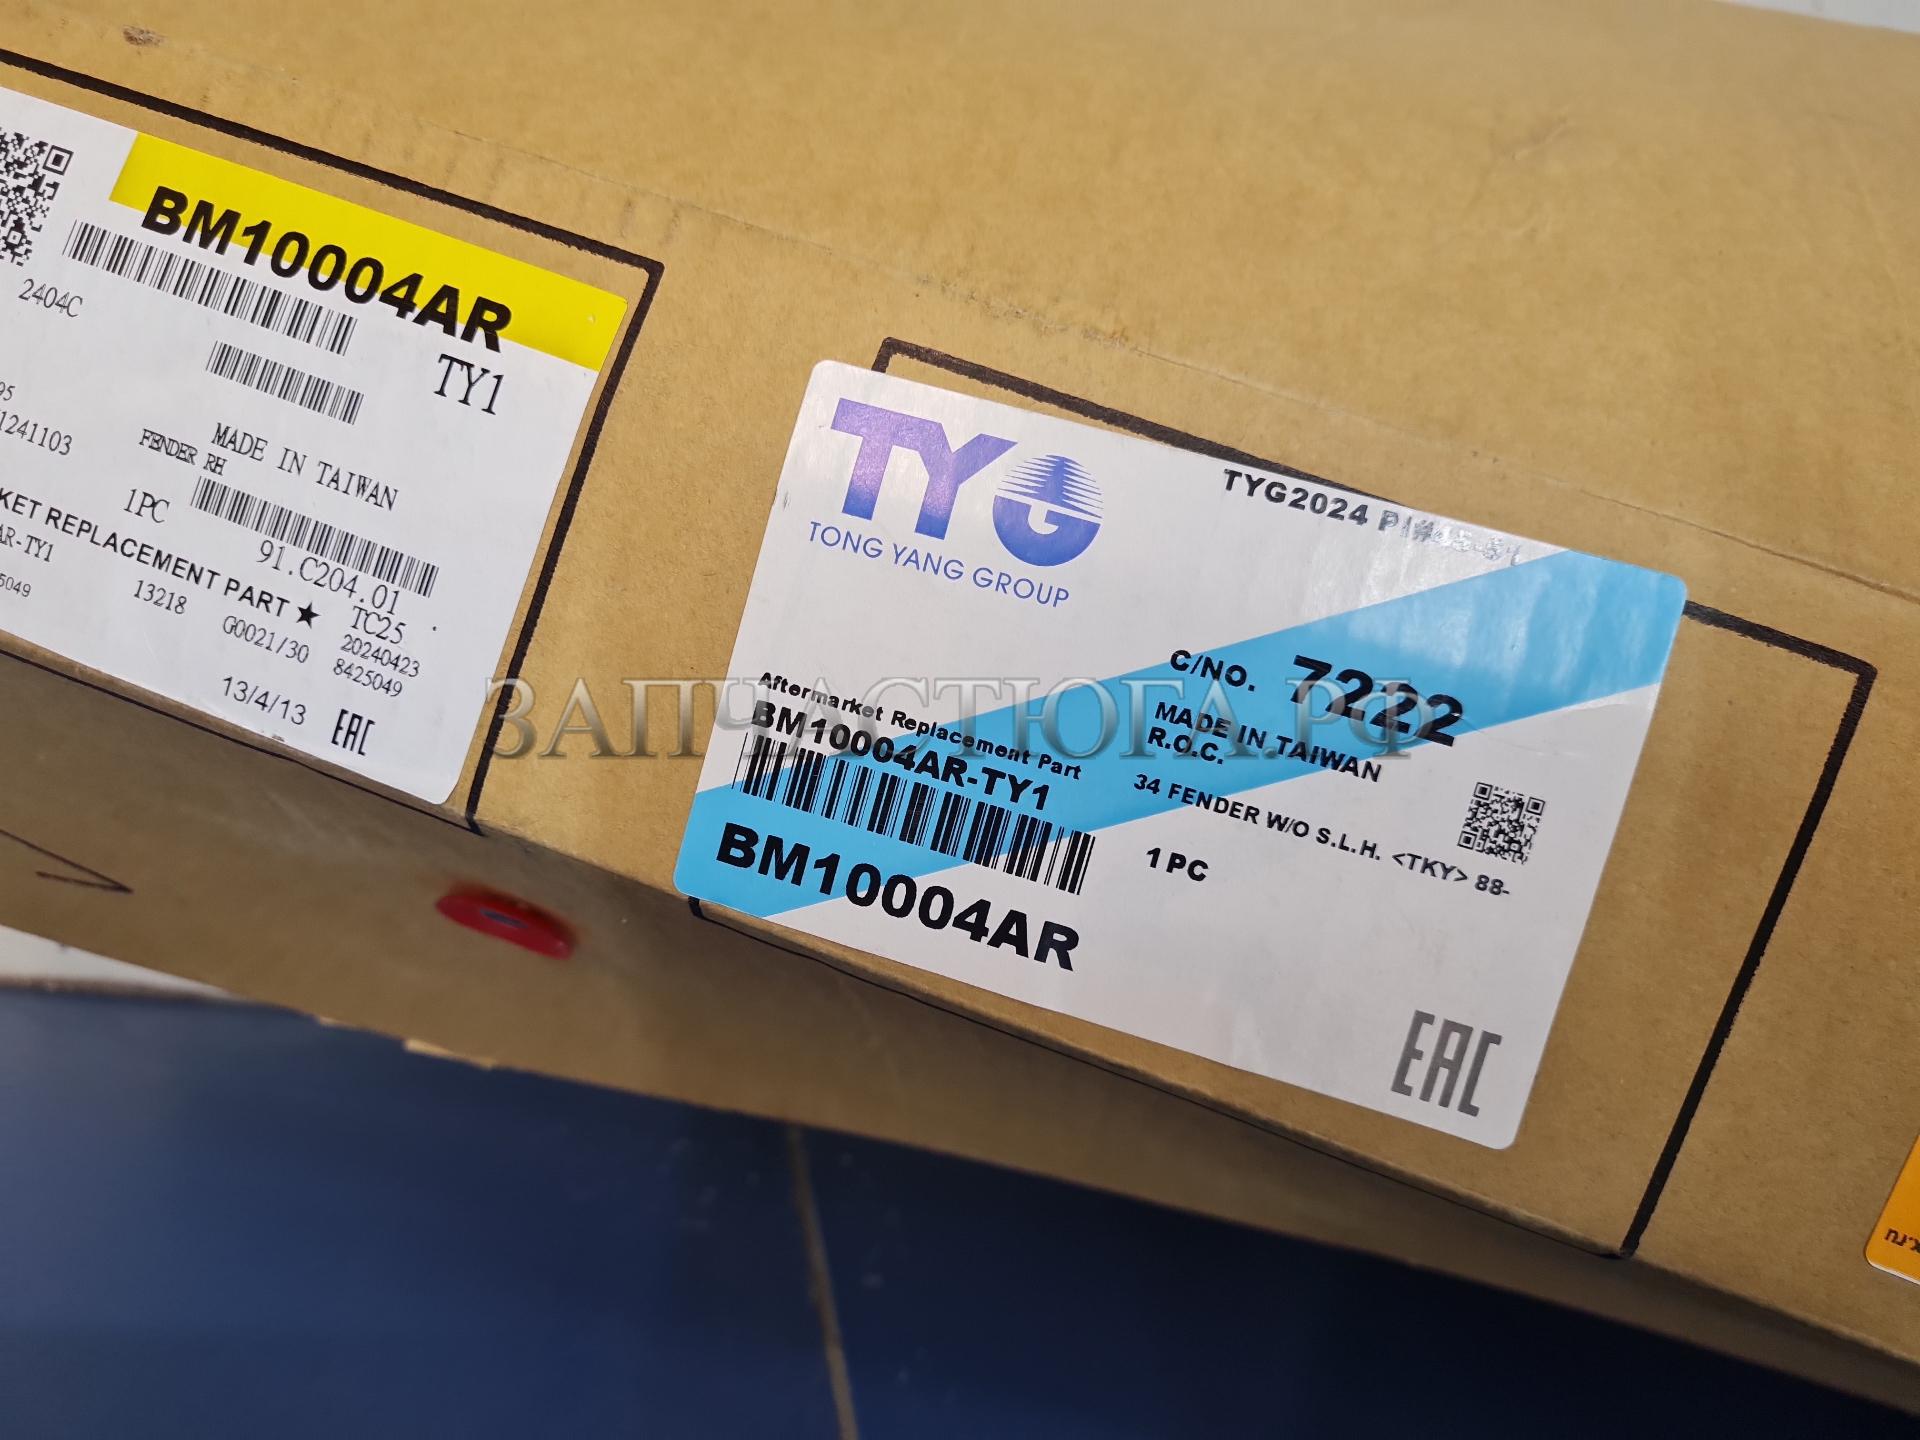 BM10004AR
2404C
TY1
1241103
MADE IN TAIWAN
FENDER RH
1PC
KET REPLACEMENT PART ★
AR-TY1
91.C204.01
13218
TC25
G0021/30
20240423
8425049
13/4/13
EAC
TYG
TONG YANG GROUP
TYG2024
C/NO. 7222
MADE IN TAIWAN
R.O.C.
Aftermarket Replacement Part
BM10004AR-TY1
34 FENDER W/O S.L.H. <TKY> 88-
1 PC
BM10004AR
EAC
ЗАПЧАСТЮГА.РФ